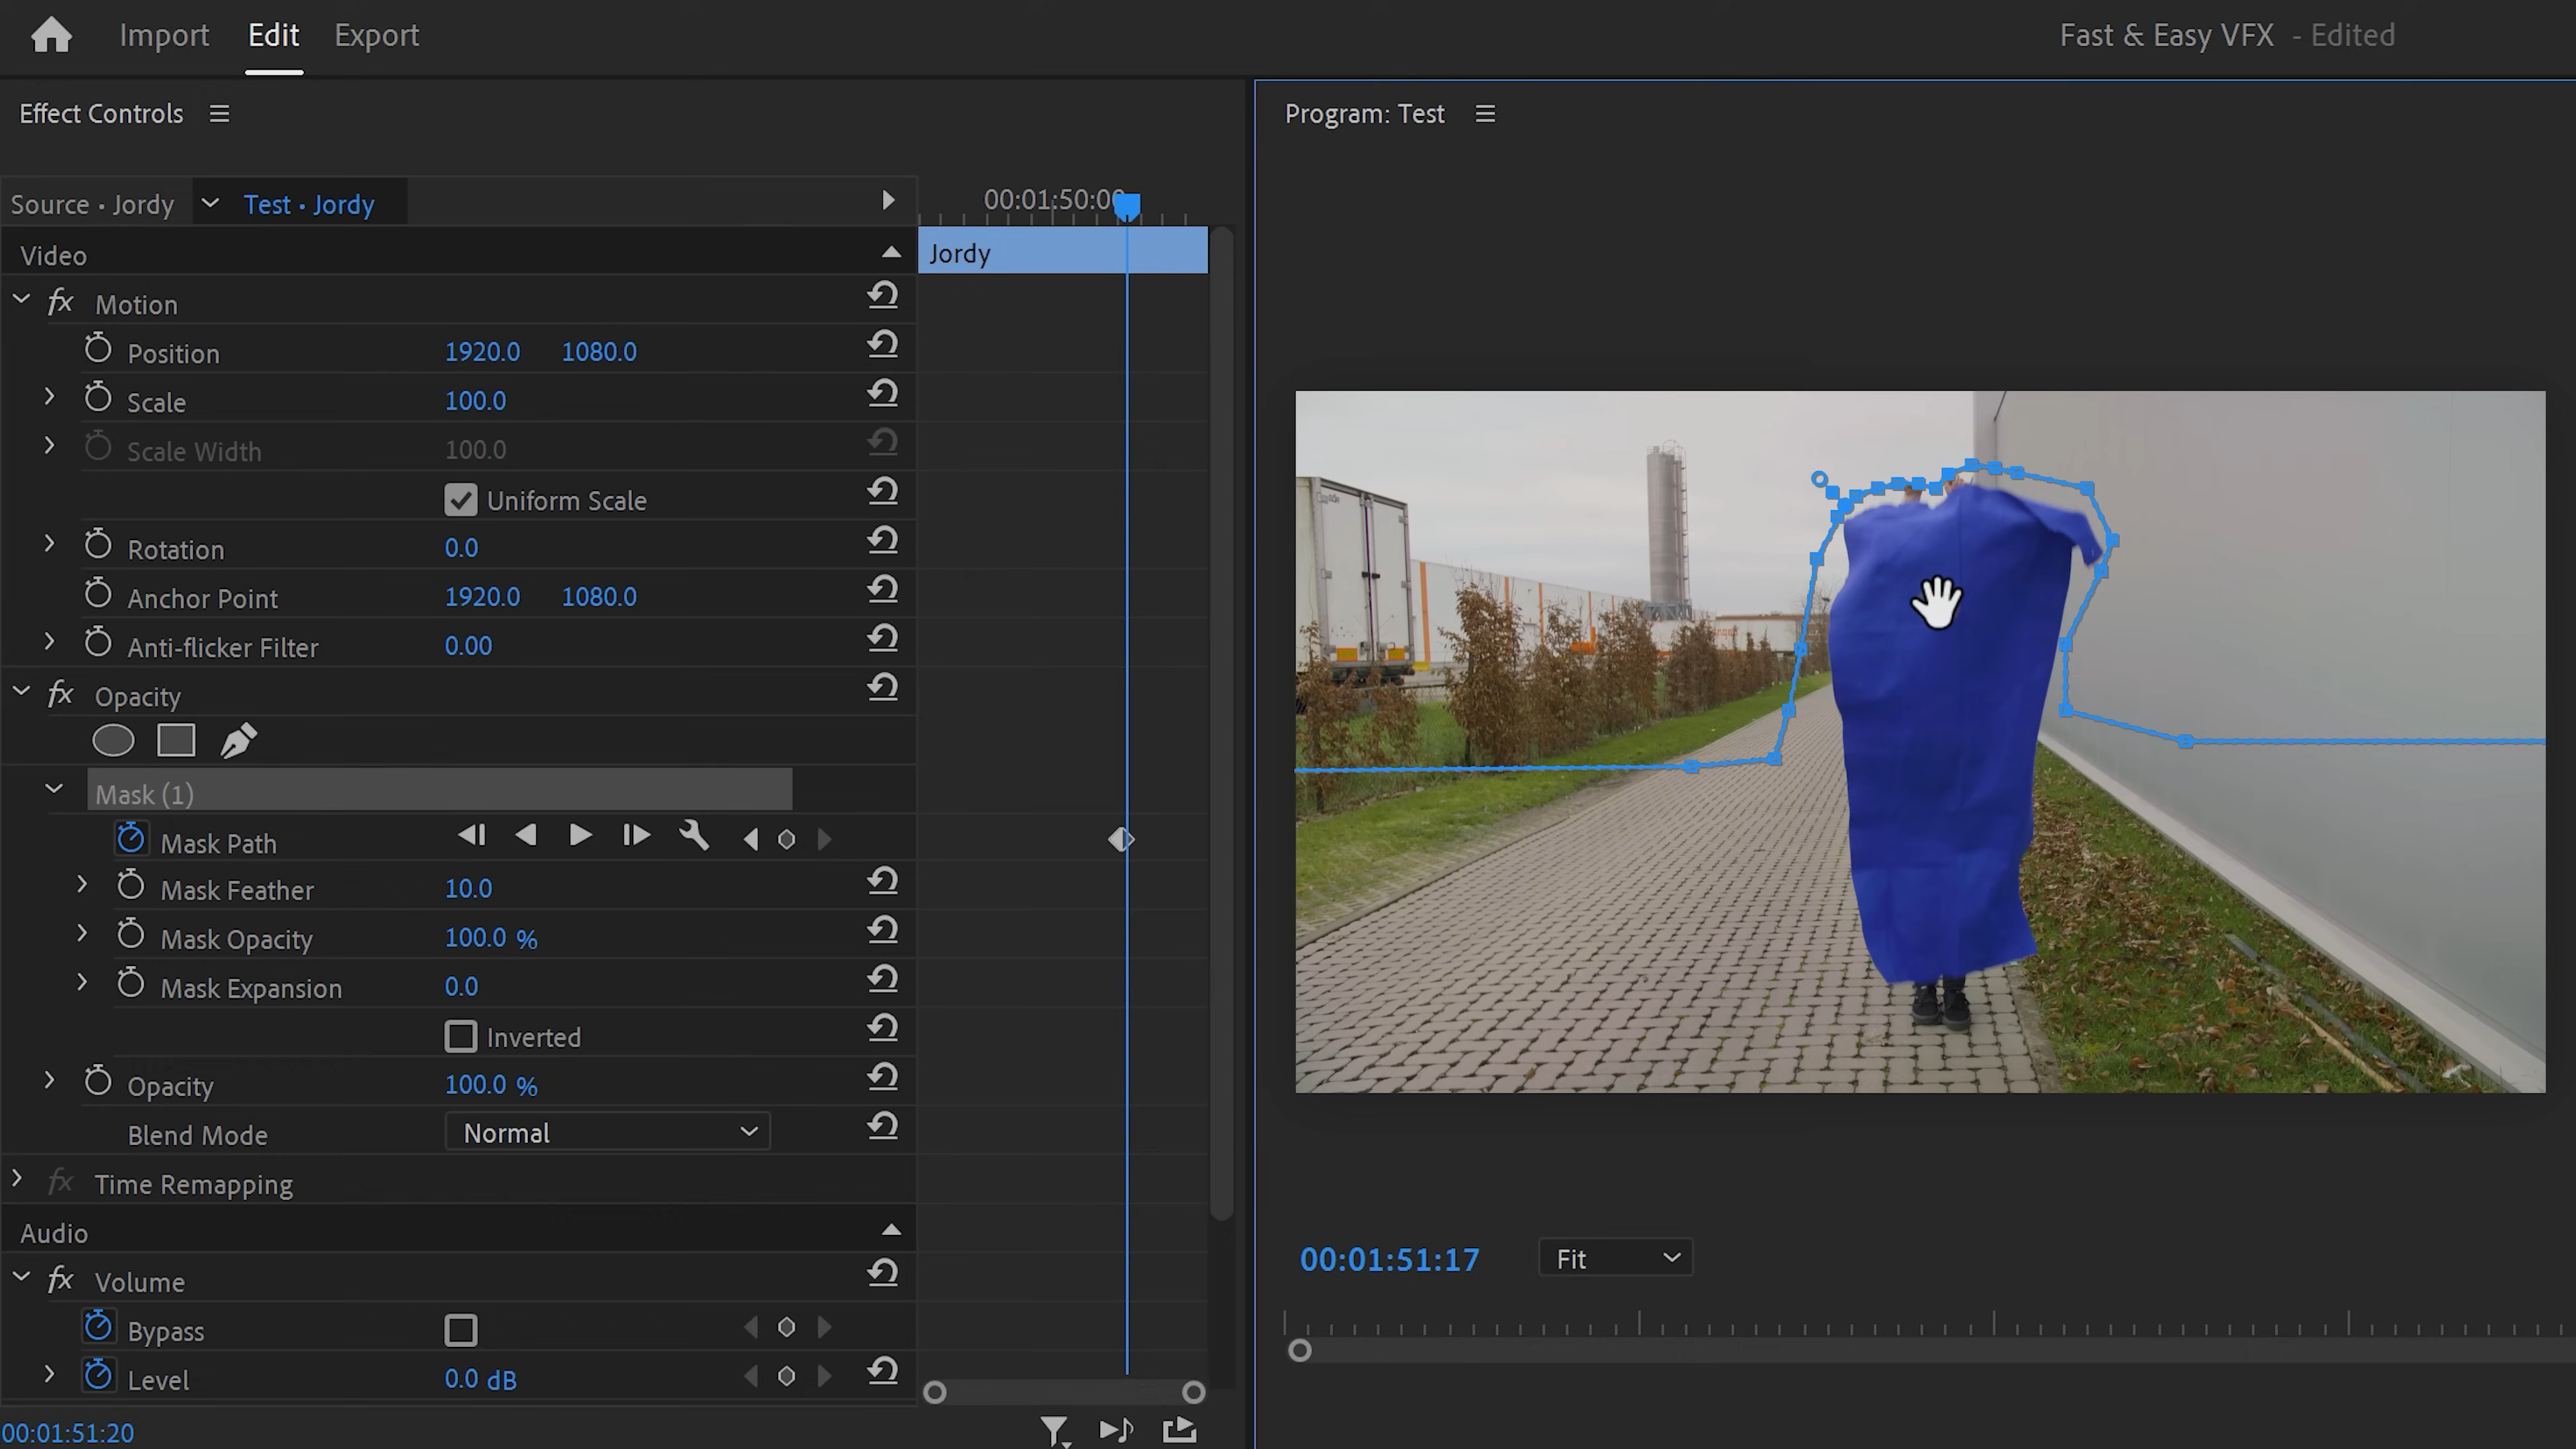 Import
Edit
Export
Fast & Easy VFX - Edited
Effect Controls
Program: Test
Source • Jordy
Test • Jordy
00:01:50:00
Video
Jordy
fx Motion
Position 1920.0 1080.0
Scale 100.0
Scale Width 100.0
Uniform Scale
Rotation 0.0
Anchor Point 1920.0 1080.0
Anti-flicker Filter 0.00
fx Opacity
Mask (1)
Mask Path
Mask Feather 10.0
Mask Opacity 100.0 %
Mask Expansion 0.0
Inverted
Opacity 100.0 %
Blend Mode Normal
fx Time Remapping
Audio
fx Volume
Bypass
Level 0.0 dB
00:01:51:20
00:01:51:17
Fit